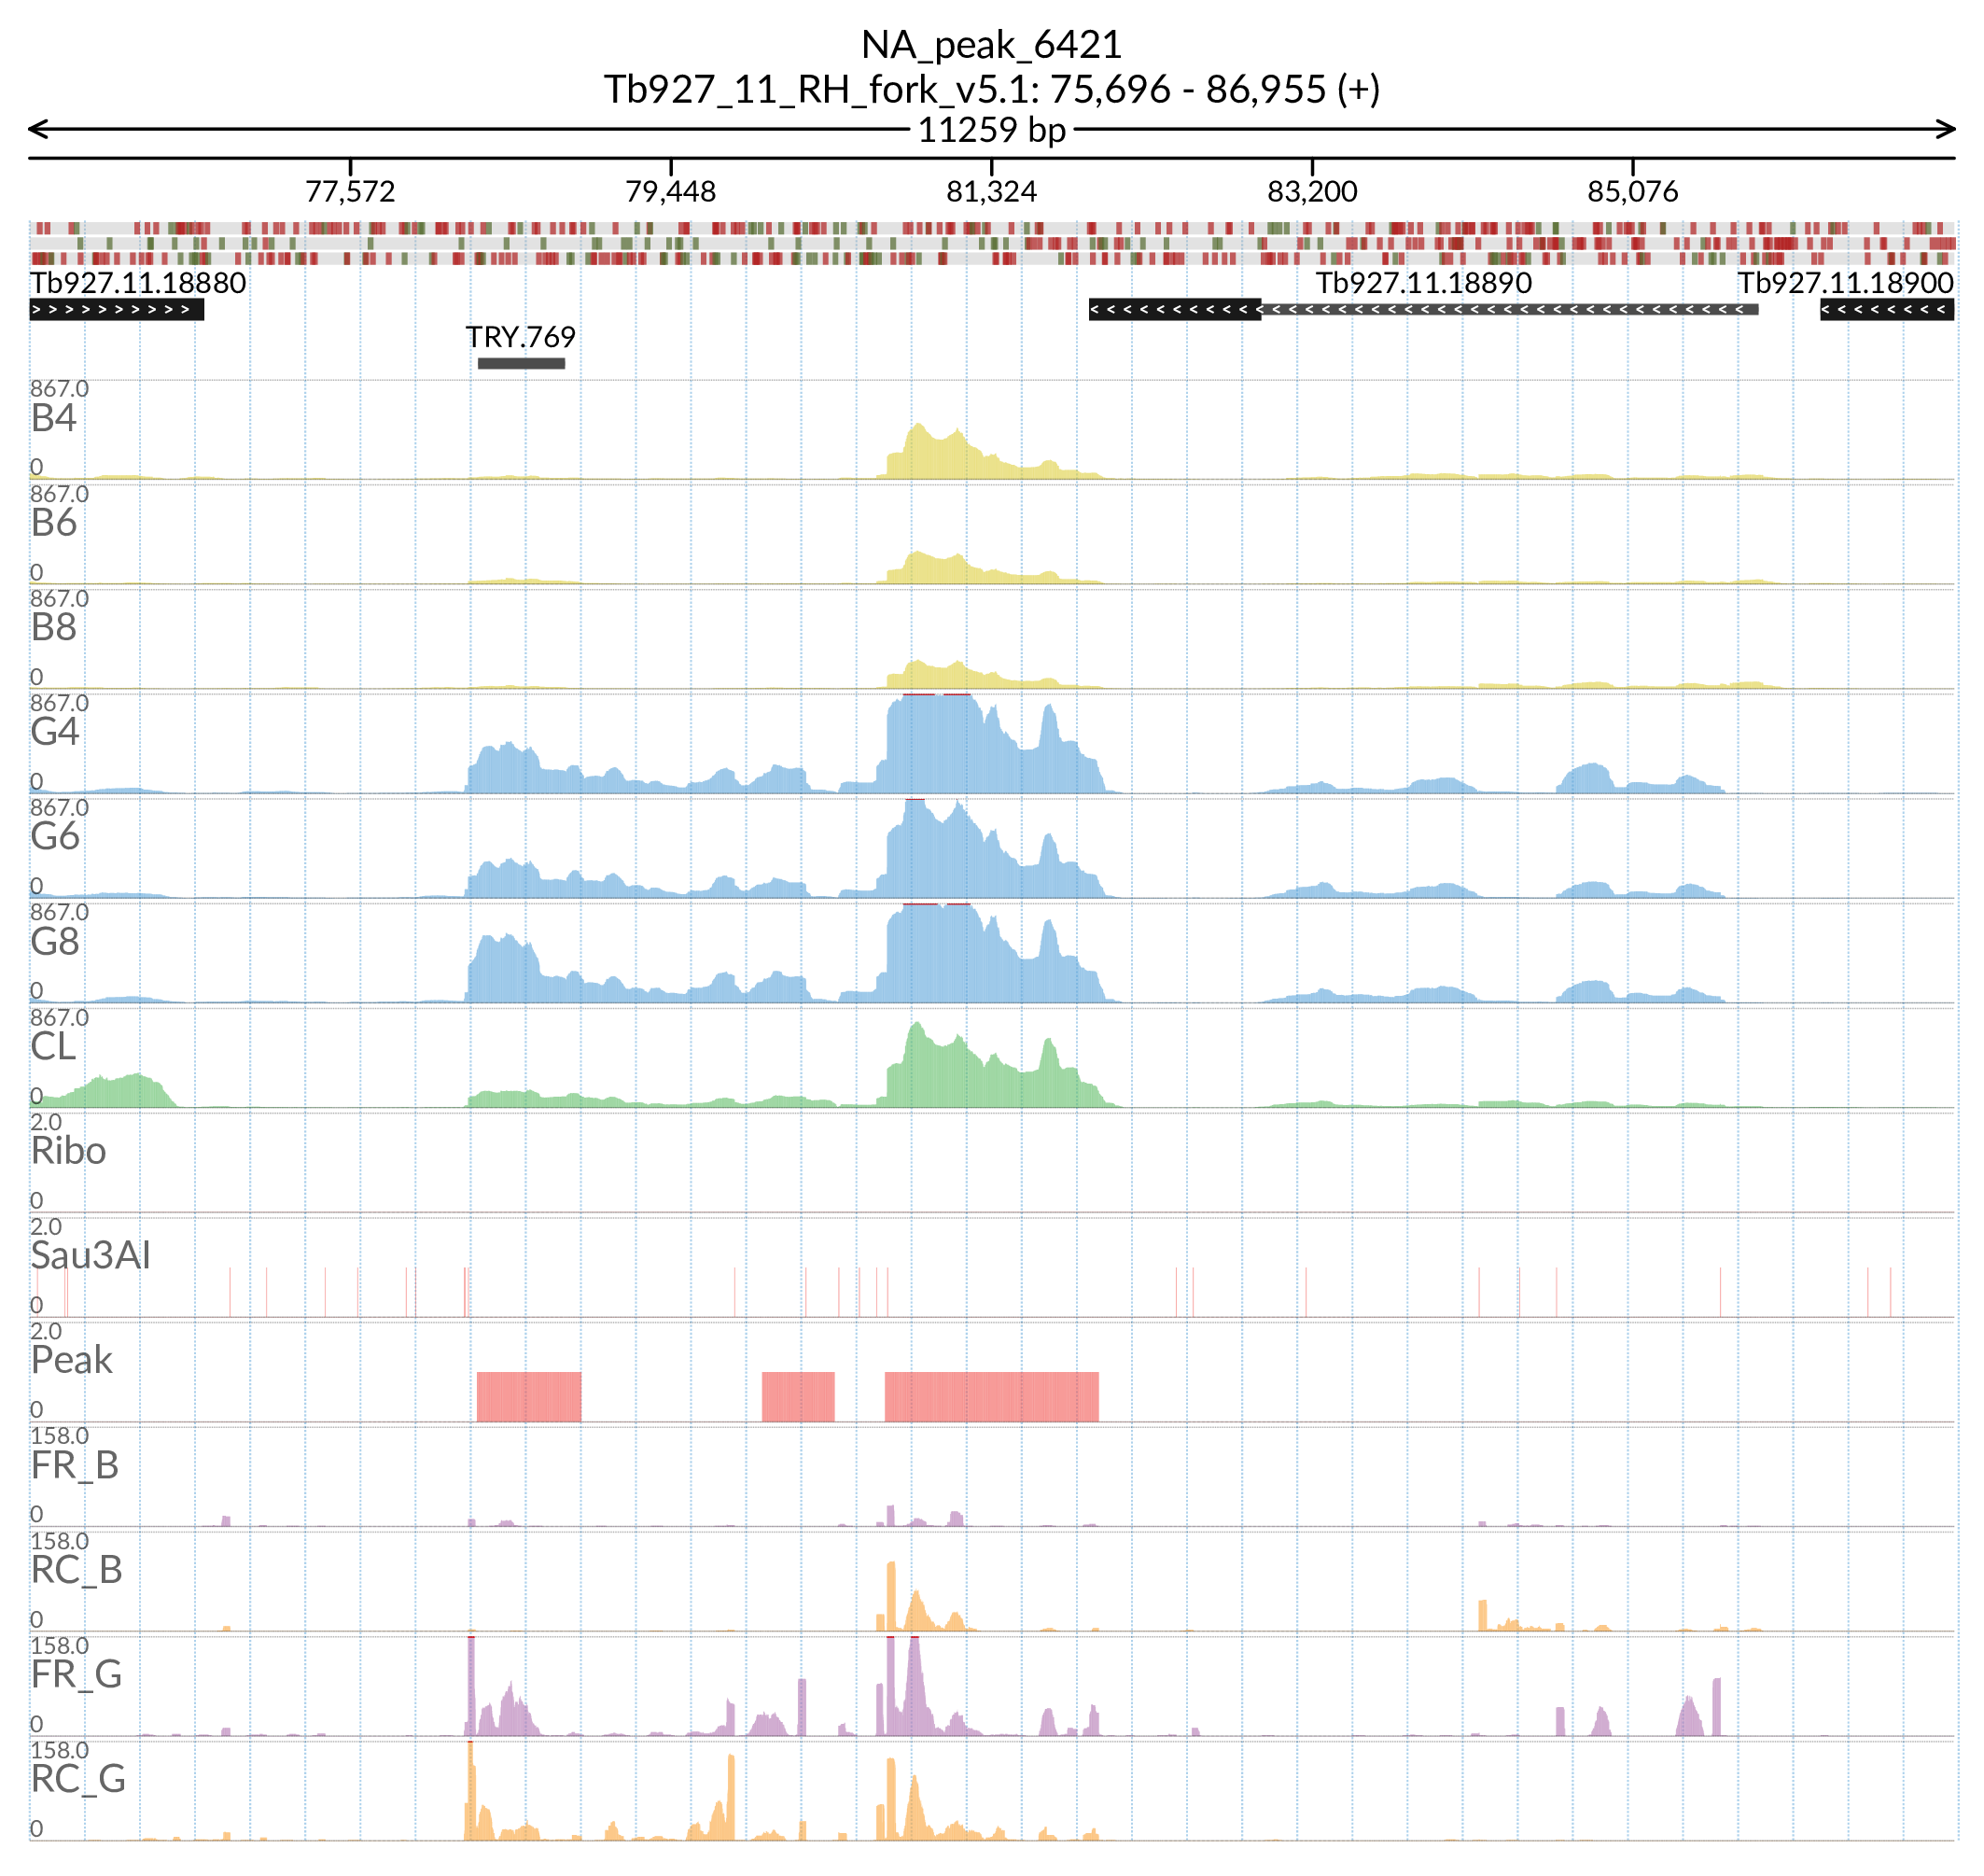 NA_peak_6421
Tb927_11_RH_fork_v5.1: 75,696 - 86,955 (+)
11259 bp
77,572 79,448 81,324 83,200 85,076
Tb927.11.18880 Tb927.11.18890 Tb927.11.18900
TRY.769
867.0
B4
0
867.0
B6
0
867.0
B8
0
867.0
G4
0
867.0
G6
0
867.0
G8
0
867.0
CL
0
2.0
Ribo
0
2.0
Sau3AI
0
2.0
Peak
0
158.0
FR_B
0
158.0
RC_B
0
158.0
FR_G
0
158.0
RC_G
0